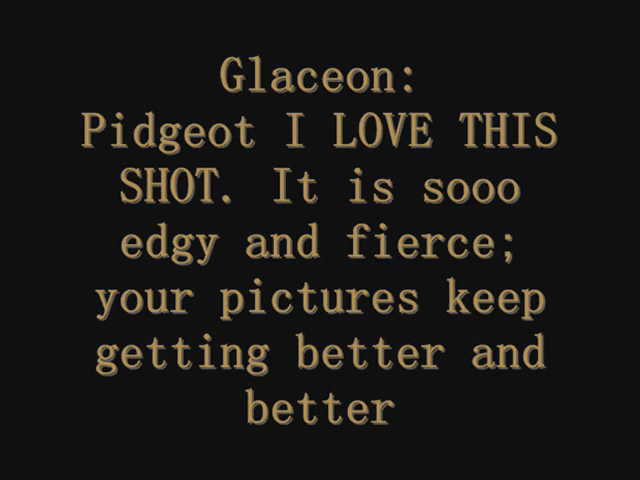 Glaceon:
Pidgeot I LOVE THIS
SHOT. It is sooo
edgy and fierce;
your pictures keep
getting better and
better